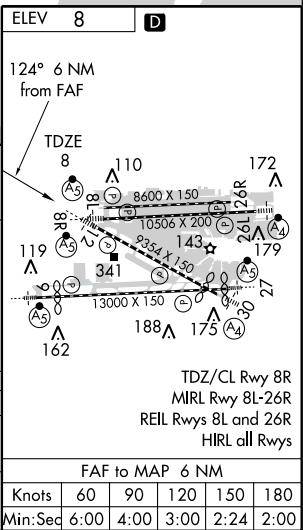 ELEV 8 D
124° 6 NM
from FAF
TDZE
8
A5
110
P
172
8L
8600 X 150
26R
8R
10506 X 200
26L
A4
12
9354 X 150
143
179
119
341
A5
9
13000 X 150
27
30
A5
162
188
175
A4
TDZ/CL Rwy 8R
MIRL Rwy 8L-26R
REIL Rwys 8L and 26R
HIRL all Rwys
FAF to MAP 6 NM
Knots 60 90 120 150 180
Min:Sec 6:00 4:00 3:00 2:24 2:00